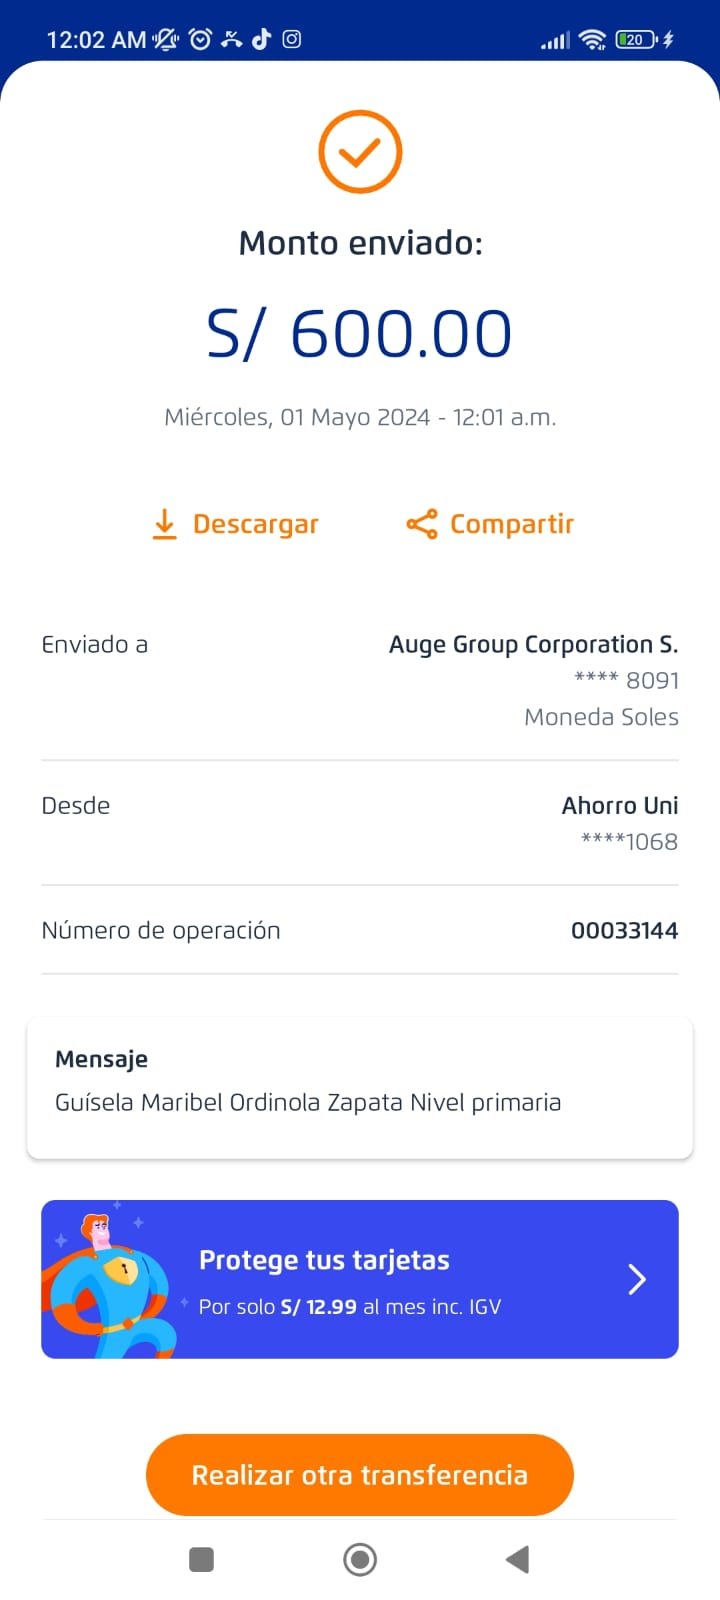 12:02 AM
20
Monto enviado:
S/ 600.00
Miércoles, 01 Mayo 2024 - 12:01 a.m.
Descargar
Compartir
Enviado a
Auge Group Corporation S.
**** 8091
Moneda Soles
Desde
Ahorro Uni
****1068
Número de operación
00033144
Mensaje
Guísela Maribel Ordinola Zapata Nivel primaria
Protege tus tarjetas
Por solo S/ 12.99 al mes inc. IGV
Realizar otra transferencia